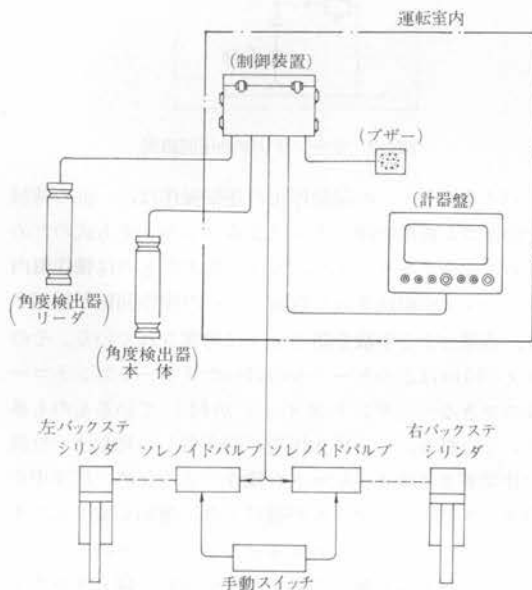 運転室内
(制御装置)
(ブザー)
(計器盤)
(角度検出器
リーダ)
(角度検出器
本体)
左バックステ
シリンダ
ソレノイドバルブ
ソレノイドバルブ
右バックステ
シリンダ
手動スイッチ